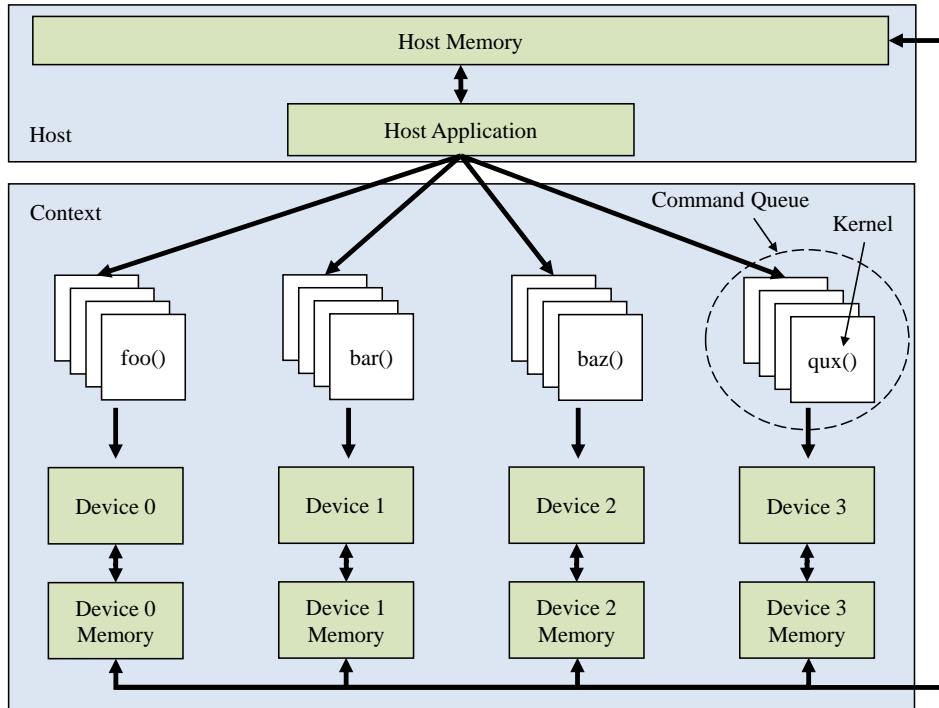 Host Memory
Host Application
Host
Context
Command Queue
Kernel
foo()
bar()
baz()
qux()
Device 0
Device 1
Device 2
Device 3
Device 0
Memory
Device 1
Memory
Device 2
Memory
Device 3
Memory